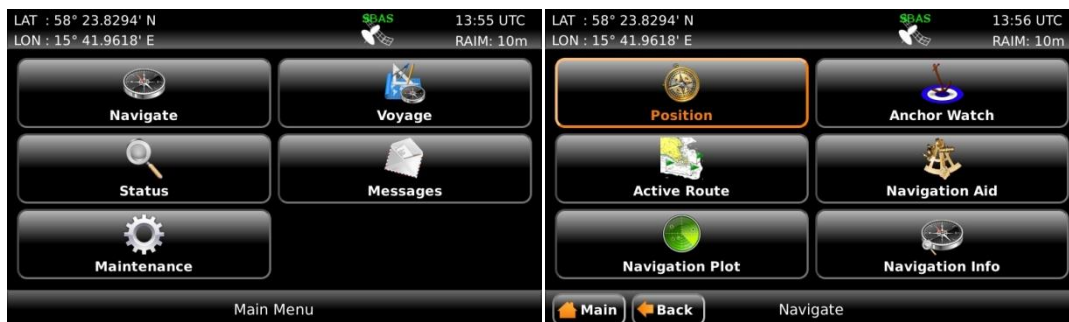 LAT : 58° 23.8294' N
SBAS
13:55 UTC
LON : 15° 41.9618' E
RAIM: 10m
Navigate
Voyage
Status
Messages
Maintenance
Main Menu
LAT : 58° 23.8294' N
SBAS
13:56 UTC
LON : 15° 41.9618' E
RAIM: 10m
Position
Anchor Watch
Active Route
Navigation Aid
Navigation Plot
Navigation Info
Main
Back
Navigate